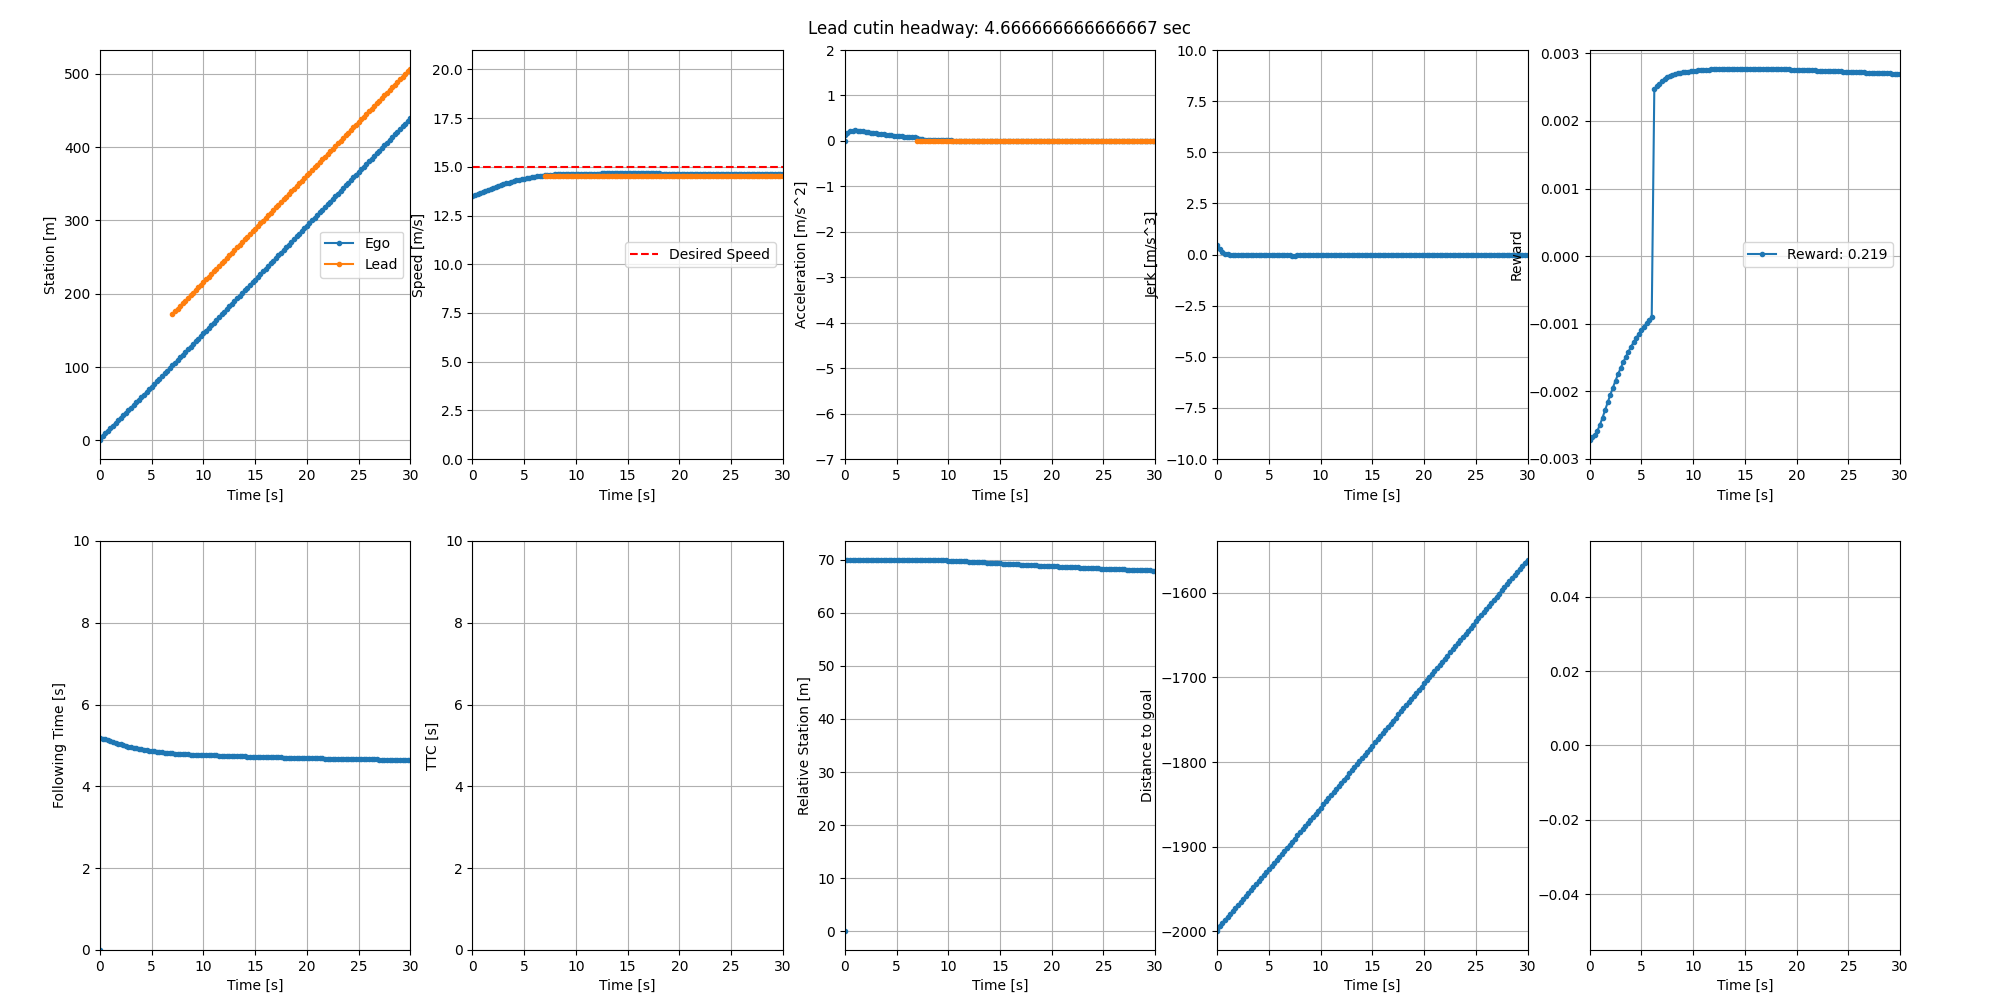 Lead cutin headway: 4.666666666666667 sec
Station [m]
500
400
300
200
100
0
0 5 10 15 20 25 30
Time [s]
Ego
Lead
Speed [m/s]
20.0
17.5
15.0
12.5
10.0
7.5
5.0
2.5
0.0
0 5 10 15 20 25 30
Time [s]
Desired Speed
Acceleration [m/s^2]
2
1
0
−1
−2
−3
−4
−5
−6
−7
0 5 10 15 20 25 30
Time [s]
Jerk [m/s^3]
10.0
7.5
5.0
2.5
0.0
−2.5
−5.0
−7.5
−10.0
0 5 10 15 20 25 30
Time [s]
Reward
0.003
0.002
0.001
0.000
−0.001
−0.002
−0.003
0 5 10 15 20 25 30
Time [s]
Reward: 0.219
Following Time [s]
10
8
6
4
2
0
0 5 10 15 20 25 30
Time [s]
TTC [s]
10
8
6
4
2
0
0 5 10 15 20 25 30
Time [s]
Relative Station [m]
70
60
50
40
30
20
10
0
0 5 10 15 20 25 30
Time [s]
Distance to goal
−1600
−1700
−1800
−1900
−2000
0 5 10 15 20 25 30
Time [s]
0.04
0.02
0.00
−0.02
−0.04
0 5 10 15 20 25 30
Time [s]